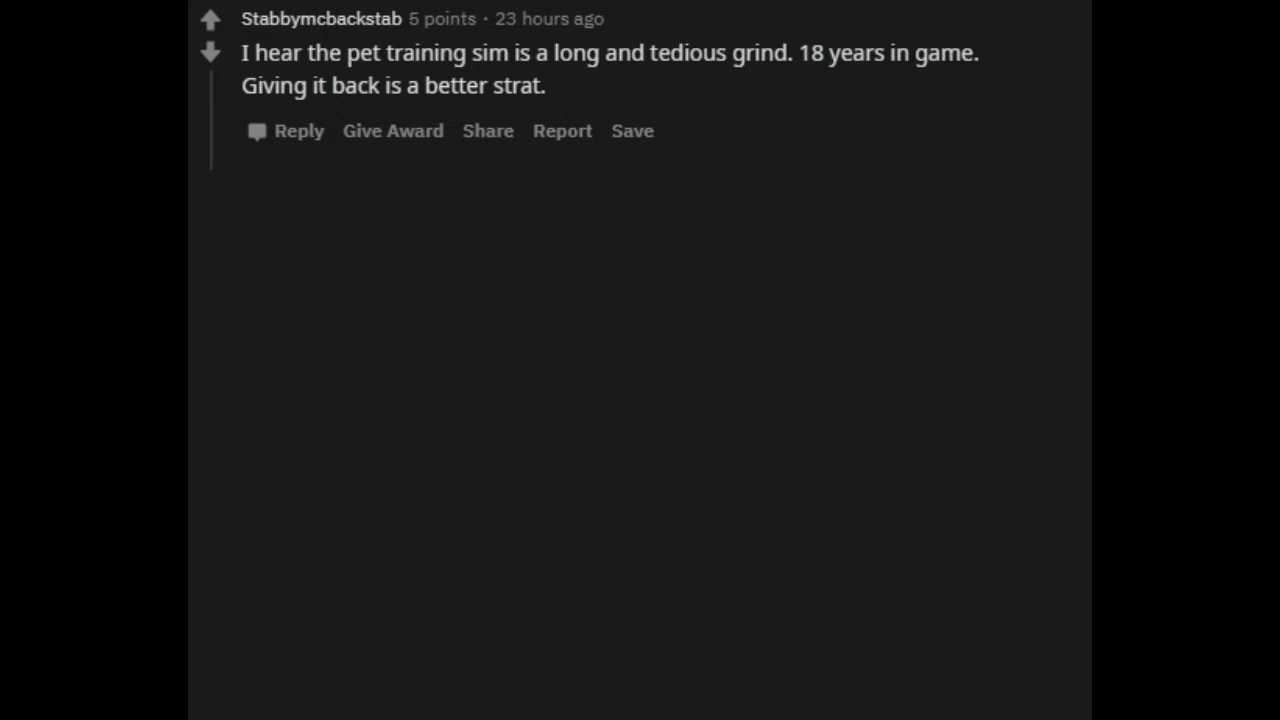 Stabbymcbackstab 5 points · 23 hours ago
I hear the pet training sim is a long and tedious grind. 18 years in game.
Giving it back is a better strat.
Reply Give Award Share Report Save